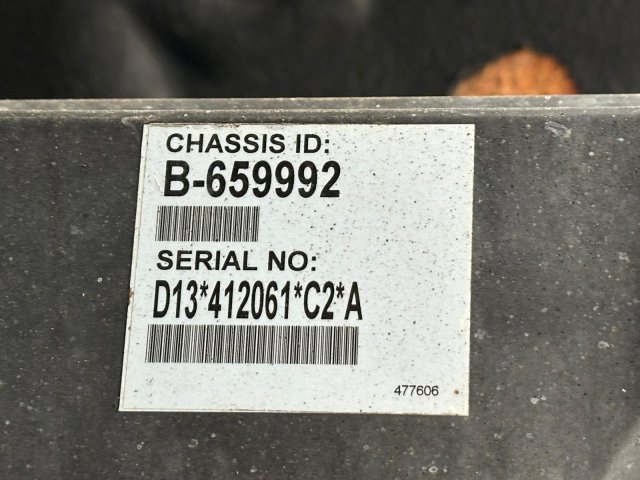 CHASSIS ID:
B-659992
SERIAL NO:
D13*412061*C2*A
477606